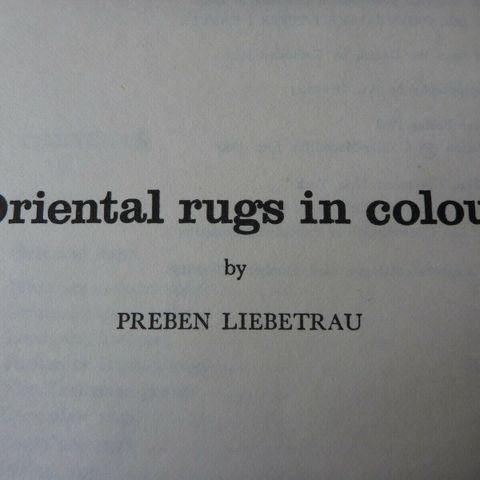 Oriental rugs in colou
by
PREBEN LIEBETRAU